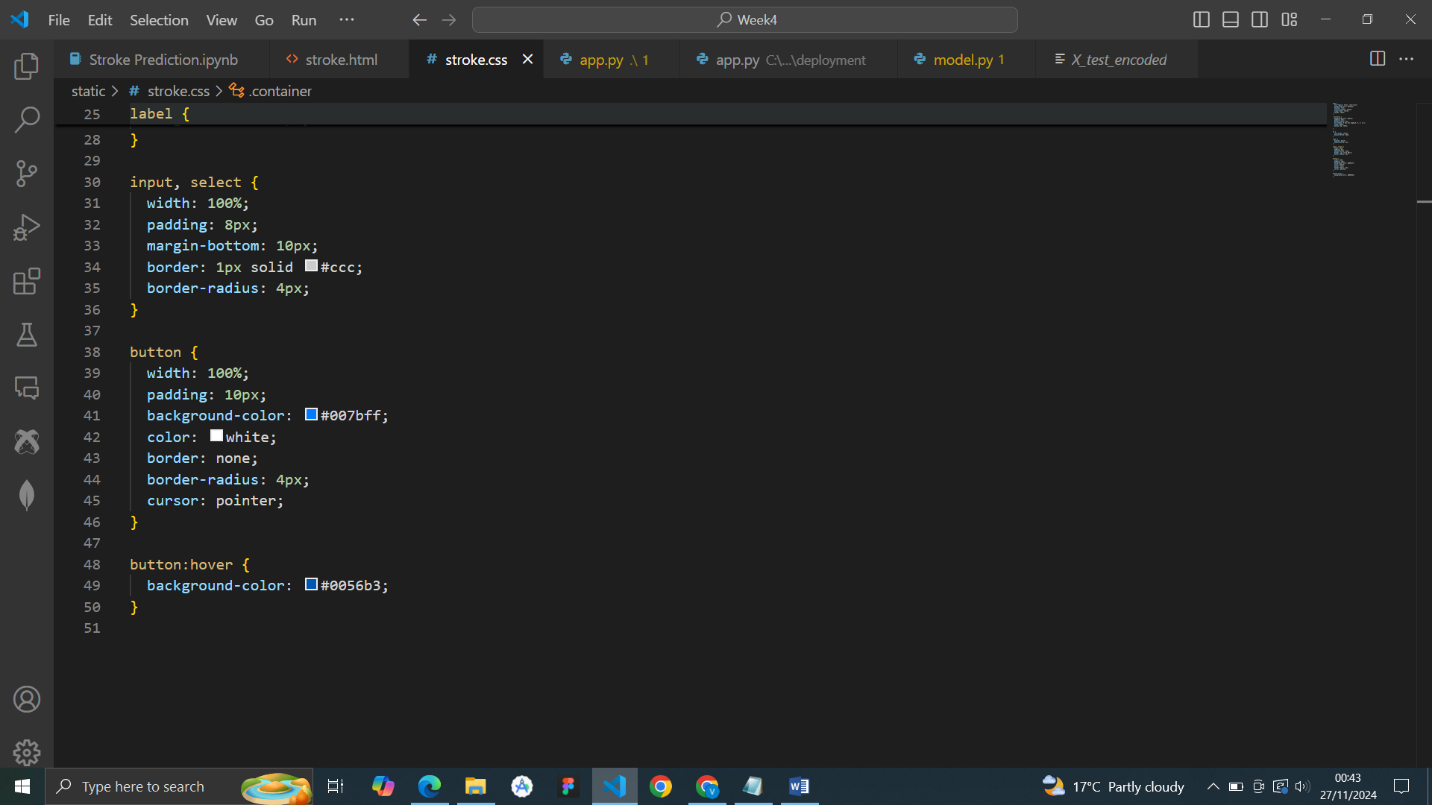 File Edit Selection View Go Run ··· Week4
Stroke Prediction.ipynb <> stroke.html # stroke.css app.py .\ 1 app.py C:\...\deployment model.py 1 X_test_encoded
static > # stroke.css > .container
25 label {
28 }
29
30 input, select {
31 width: 100%;
32 padding: 8px;
33 margin-bottom: 10px;
34 border: 1px solid #ccc;
35 border-radius: 4px;
36 }
37
38 button {
39 width: 100%;
40 padding: 10px;
41 background-color: #007bff;
42 color: white;
43 border: none;
44 border-radius: 4px;
45 cursor: pointer;
46 }
47
48 button:hover {
49 background-color: #0056b3;
50 }
51
Type here to search 17°C Partly cloudy 00:43
27/11/2024